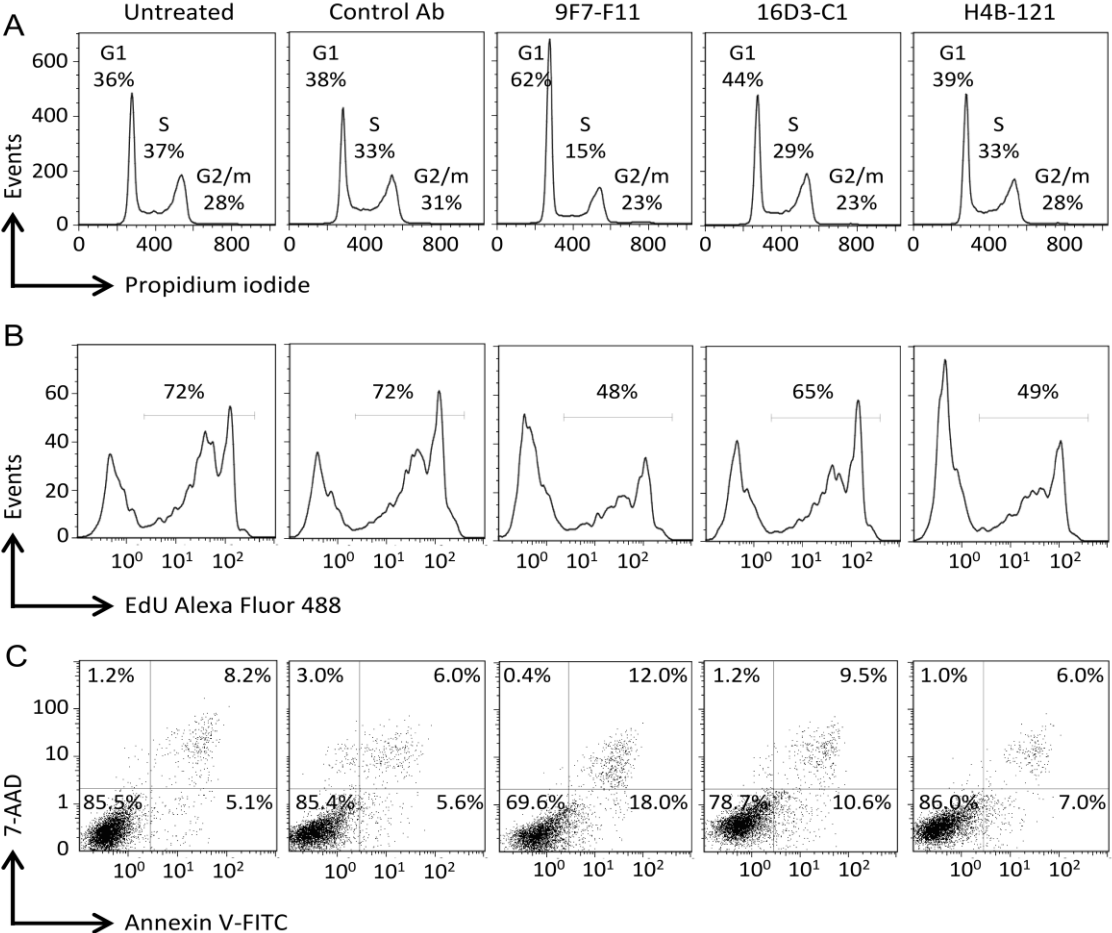 A
Untreated
Control Ab
9F7-F11
16D3-C1
H4B-121
Events
600
400
200
0
G1
36%
S
37%
G2/m
28%
G1
38%
S
33%
G2/m
31%
G1
62%
S
15%
G2/m
23%
G1
44%
S
29%
G2/m
23%
G1
39%
S
33%
G2/m
28%
0 400 800
0 400 800
0 400 800
0 400 800
0 400 800
Propidium iodide
B
Events
60
40
20
0
72%
72%
48%
65%
49%
10⁰ 10¹ 10²
10⁰ 10¹ 10²
10⁰ 10¹ 10²
10⁰ 10¹ 10²
10⁰ 10¹ 10²
EdU Alexa Fluor 488
C
7-AAD
100
10
1
0
1.2% 8.2%
85.5% 5.1%
3.0% 6.0%
85.4% 5.6%
0.4% 12.0%
69.6% 18.0%
1.2% 9.5%
78.7% 10.6%
1.0% 6.0%
86.0% 7.0%
10⁰ 10¹ 10²
10⁰ 10¹ 10²
10⁰ 10¹ 10²
10⁰ 10¹ 10²
10⁰ 10¹ 10²
Annexin V-FITC